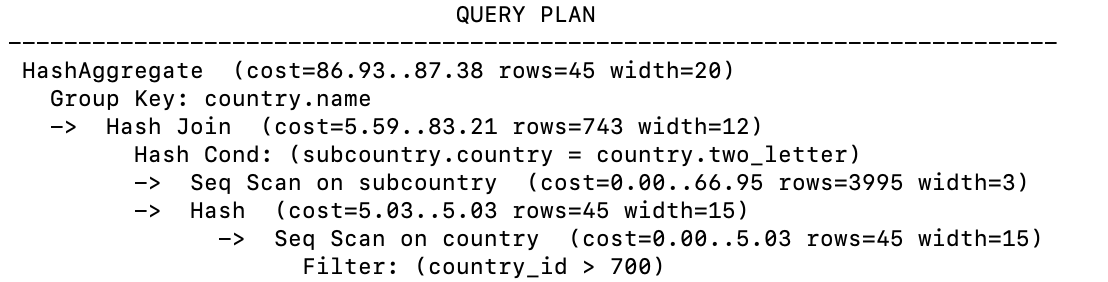 QUERY PLAN
HashAggregate (cost=86.93..87.38 rows=45 width=20)
Group Key: country.name
-> Hash Join (cost=5.59..83.21 rows=743 width=12)
Hash Cond: (subcountry.country = country.two_letter)
-> Seq Scan on subcountry (cost=0.00..66.95 rows=3995 width=3)
-> Hash (cost=5.03..5.03 rows=45 width=15)
-> Seq Scan on country (cost=0.00..5.03 rows=45 width=15)
Filter: (country_id > 700)